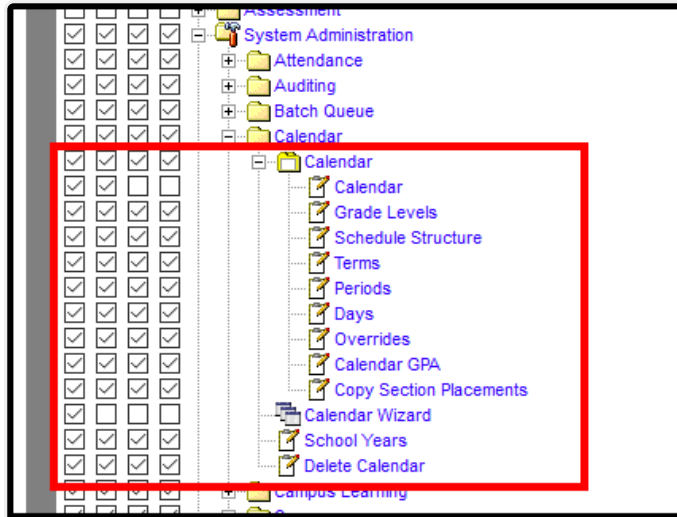 Assessment
System Administration
Attendance
Auditing
Batch Queue
Calendar
Calendar
Calendar
Grade Levels
Schedule Structure
Terms
Periods
Days
Overrides
Calendar GPA
Copy Section Placements
Calendar Wizard
School Years
Delete Calendar
Campus Learning